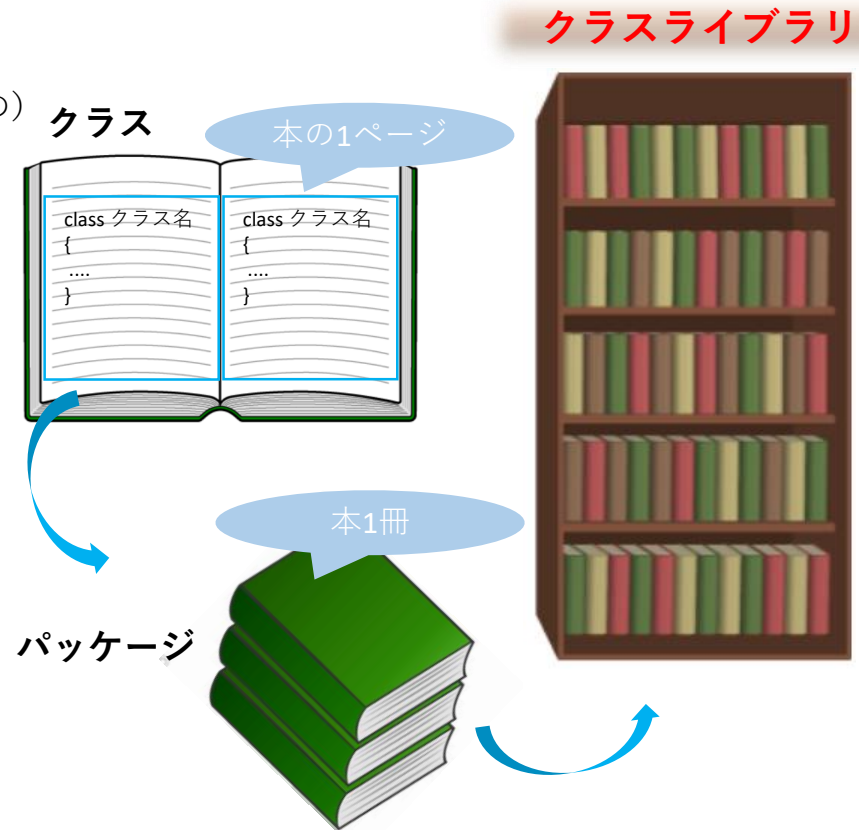 クラスライブラリ
）
クラス
本の1ページ
class クラス名
{
....
}
class クラス名
{
....
}
本1冊
パッケージ